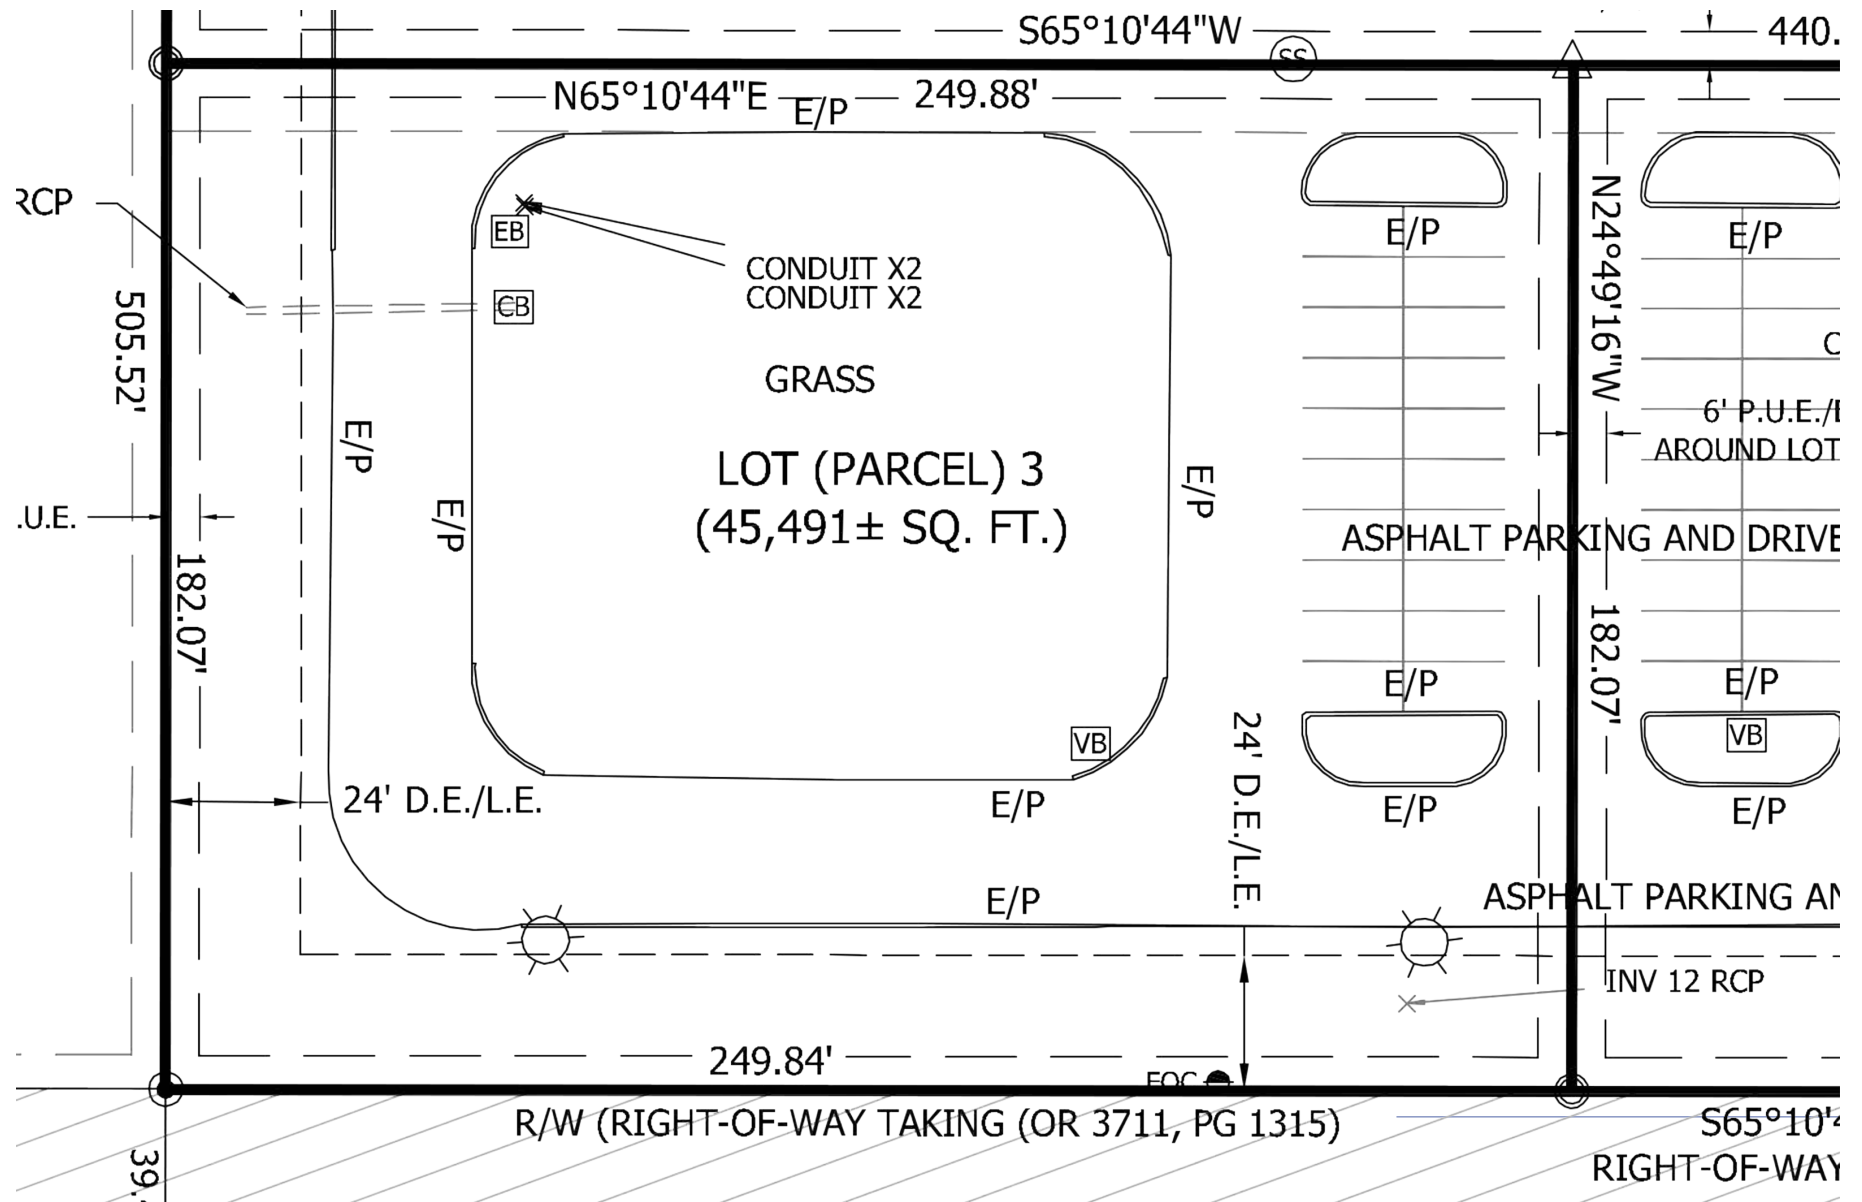 S65°10'44"W
440.
N65°10'44"E
249.88'
SS
E/P
RCP
EB
CONDUIT X2
CONDUIT X2
CB
E/P
E/P
N24°49'16"W
505.52'
GRASS
6' P.U.E./
AROUND LOT
LOT (PARCEL) 3
(45,491± SQ. FT.)
E/P
E/P
E/P
.U.E.
ASPHALT PARKING AND DRIVE
182.07'
182.07'
E/P
E/P
VB
VB
24' D.E./L.E.
24' D.E./L.E.
E/P
E/P
E/P
E/P
ASPHALT PARKING AN
INV 12 RCP
249.84'
R/W (RIGHT-OF-WAY TAKING (OR 3711, PG 1315)
S65°10'4
RIGHT-OF-WAY
39.